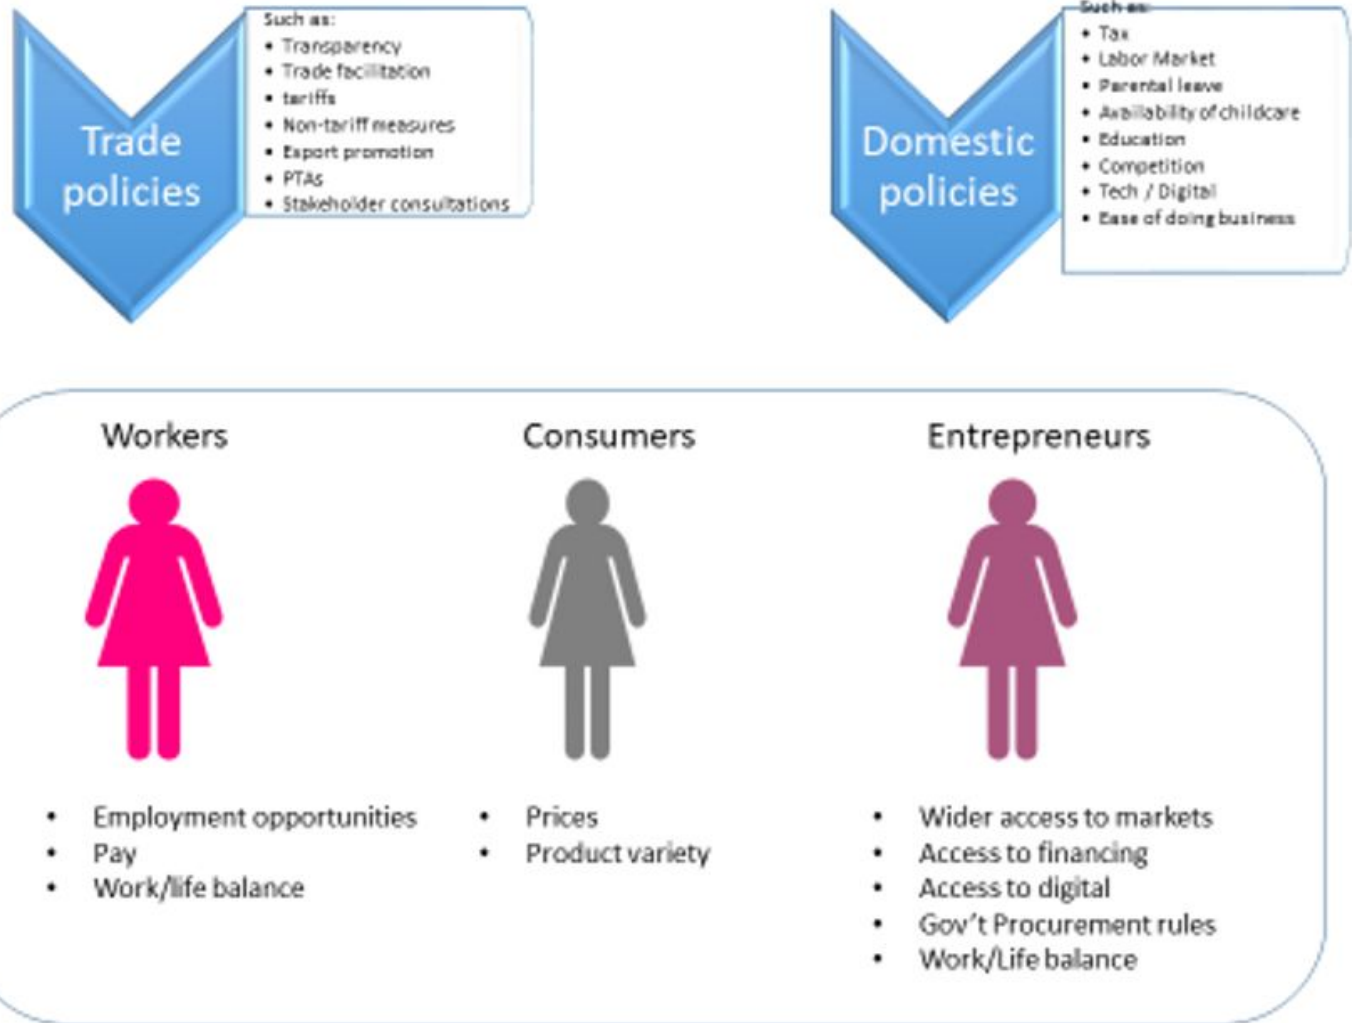 Trade
policies
Such as:
• Transparency
• Trade facilitation
• tariffs
• Non-tariff measures
• Export promotion
• PTAs
• Stakeholder consultations
Domestic
policies
Such as:
• Tax
• Labor Market
• Parental leave
• Availability of childcare
• Education
• Competition
• Tech / Digital
• Ease of doing business
Workers
• Employment opportunities
• Pay
• Work/life balance
Consumers
• Prices
• Product variety
Entrepreneurs
• Wider access to markets
• Access to financing
• Access to digital
• Gov't Procurement rules
• Work/Life balance